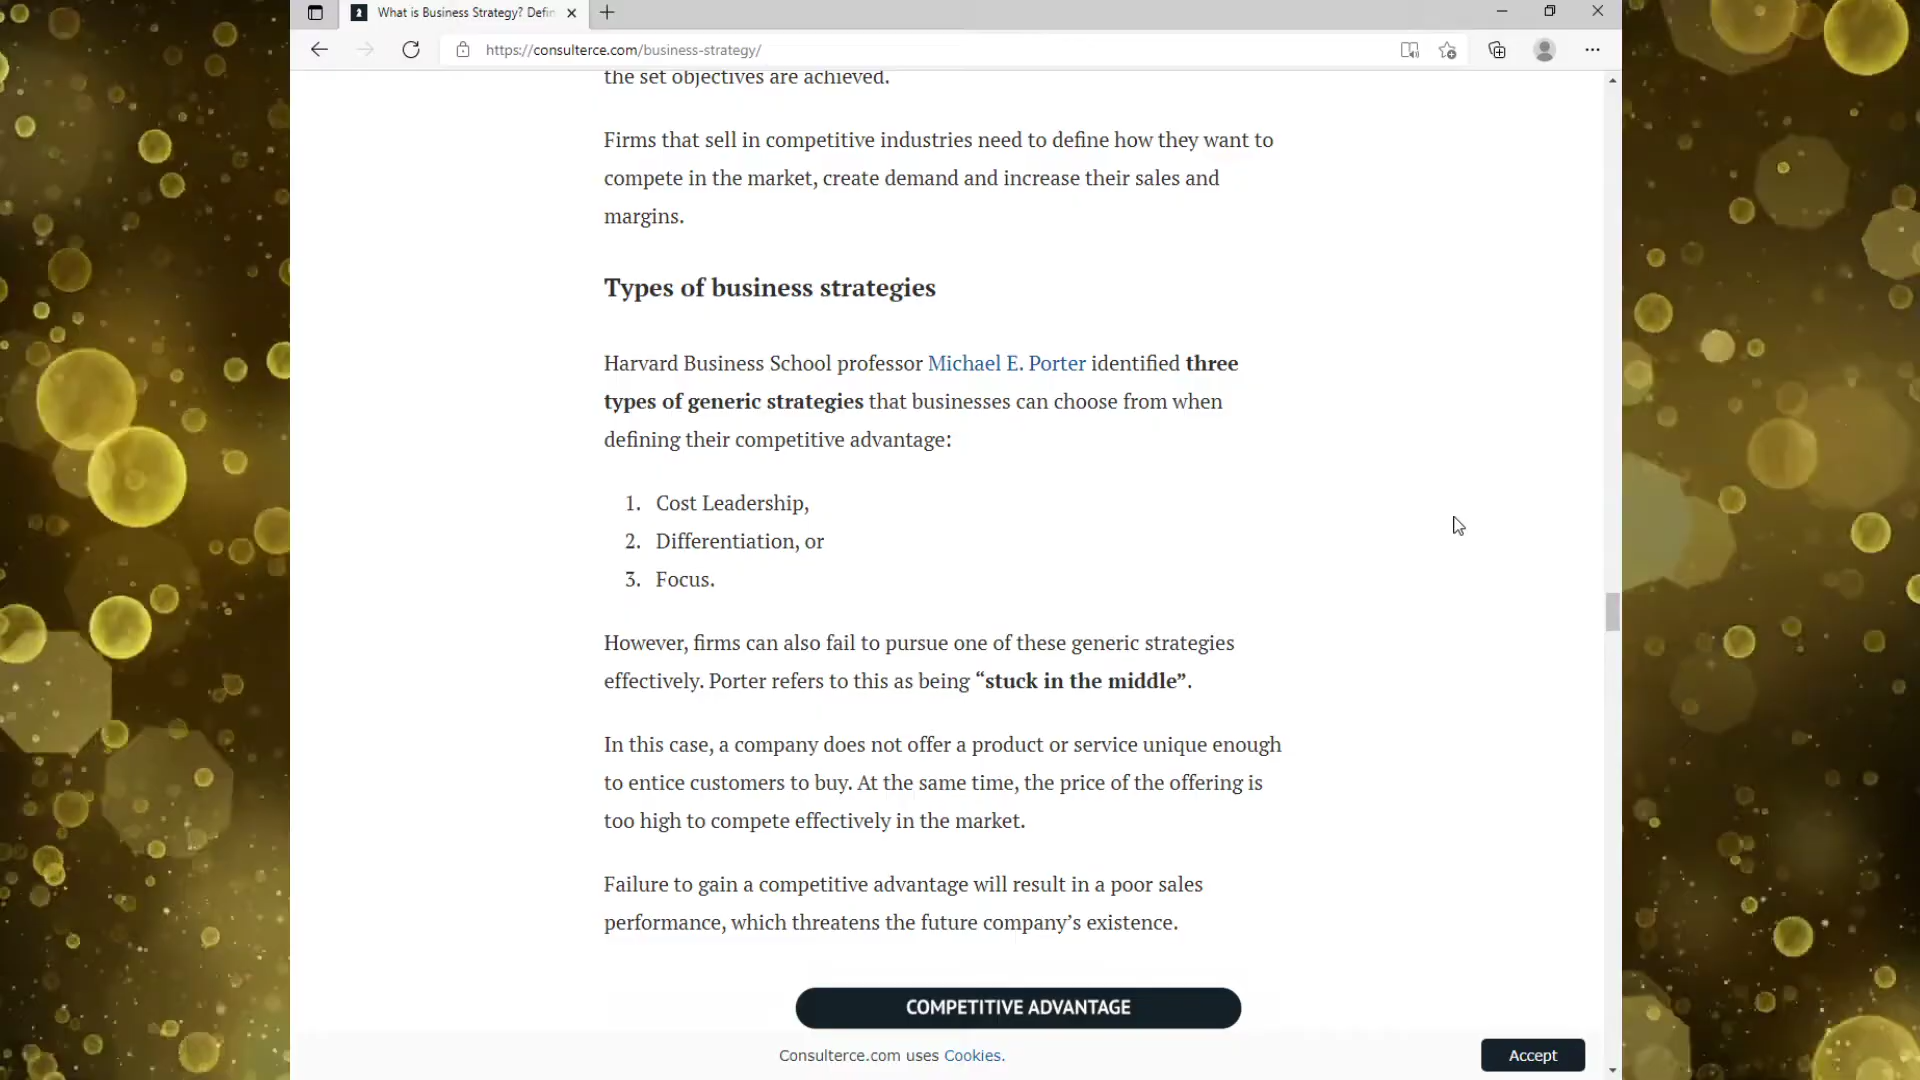 What is Business Strategy? Defin
https://consulterce.com/business-strategy/
the set objectives are achieved.
Firms that sell in competitive industries need to define how they want to
compete in the market, create demand and increase their sales and
margins.
Types of business strategies
Harvard Business School professor Michael E. Porter identified three
types of generic strategies that businesses can choose from when
defining their competitive advantage:
1. Cost Leadership,
2. Differentiation, or
3. Focus.
However, firms can also fail to pursue one of these generic strategies
effectively. Porter refers to this as being “stuck in the middle”.
In this case, a company does not offer a product or service unique enough
to entice customers to buy. At the same time, the price of the offering is
too high to compete effectively in the market.
Failure to gain a competitive advantage will result in a poor sales
performance, which threatens the future company’s existence.
COMPETITIVE ADVANTAGE
Consulterce.com uses Cookies.
Accept